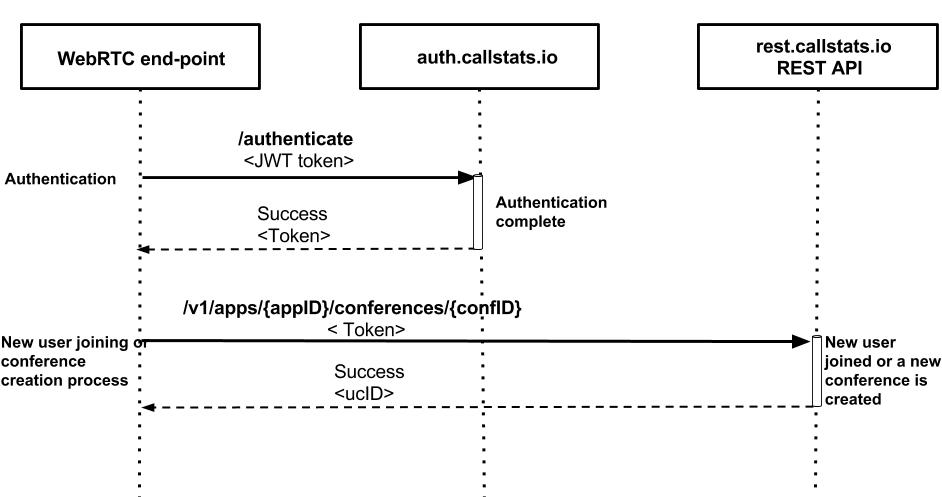 WebRTC end-point
auth.callstats.io
rest.callstats.io
REST API
/authenticate
<JWT token>
Authentication
Authentication
complete
Success
<Token>
/v1/apps/{appID}/conferences/{confID}
< Token>
New user joining or
conference
creation process
New user
joined or a new
conference is
created
Success
<ucID>